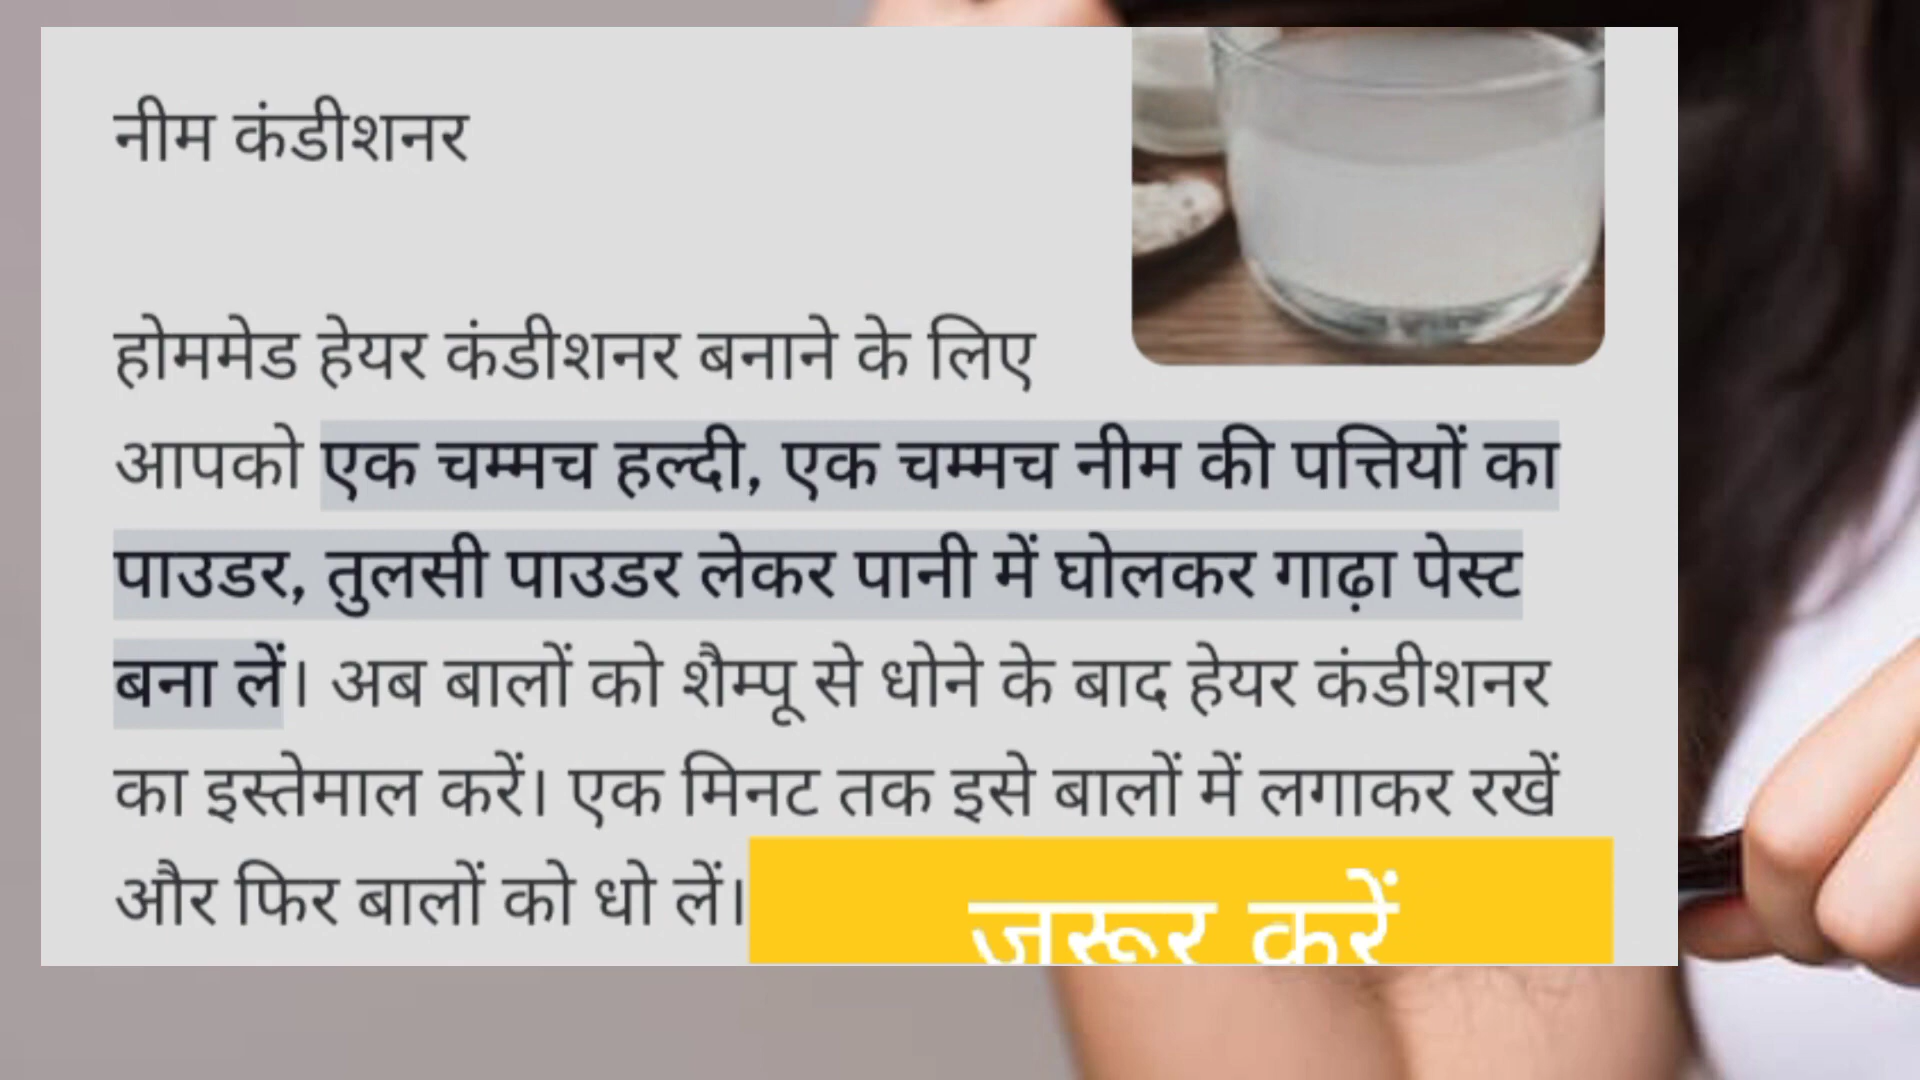 नीम कंडीशनर
होममेड हेयर कंडीशनर बनाने के लिए
आपको एक चम्मच हल्दी, एक चम्मच नीम की पत्तियों का
पाउडर, तुलसी पाउडर लेकर पानी में घोलकर गाढ़ा पेस्ट
बना लें। अब बालों को शैम्पू से धोने के बाद हेयर कंडीशनर
का इस्तेमाल करें। एक मिनट तक इसे बालों में लगाकर रखें
और फिर बालों को धो लें।
जरूर करें